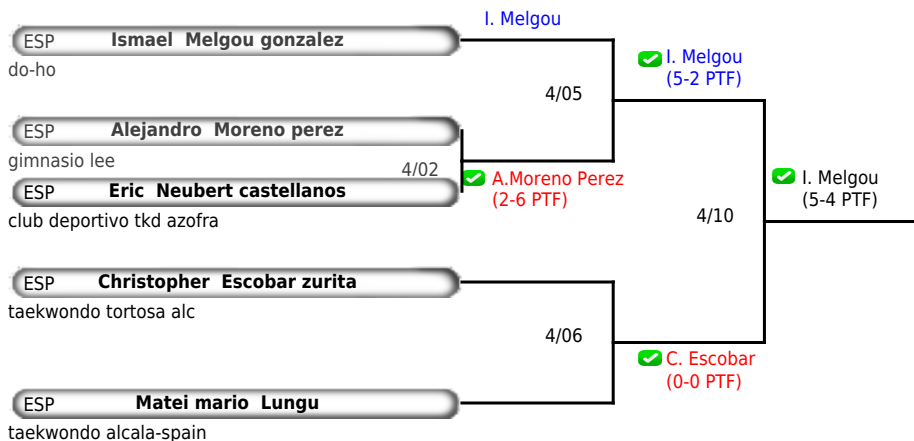 I. Melgou
ESP Ismael Melgou gonzalez
do-ho
I. Melgou
(5-2 PTF)
4/05
ESP Alejandro Moreno perez
gimnasio lee
4/02
A.Moreno Perez
(2-6 PTF)
ESP Eric Neubert castellanos
club deportivo tkd azofra
I. Melgou
(5-4 PTF)
4/10
ESP Christopher Escobar zurita
taekwondo tortosa alc
4/06
C. Escobar
(0-0 PTF)
ESP Matei mario Lungu
taekwondo alcala-spain